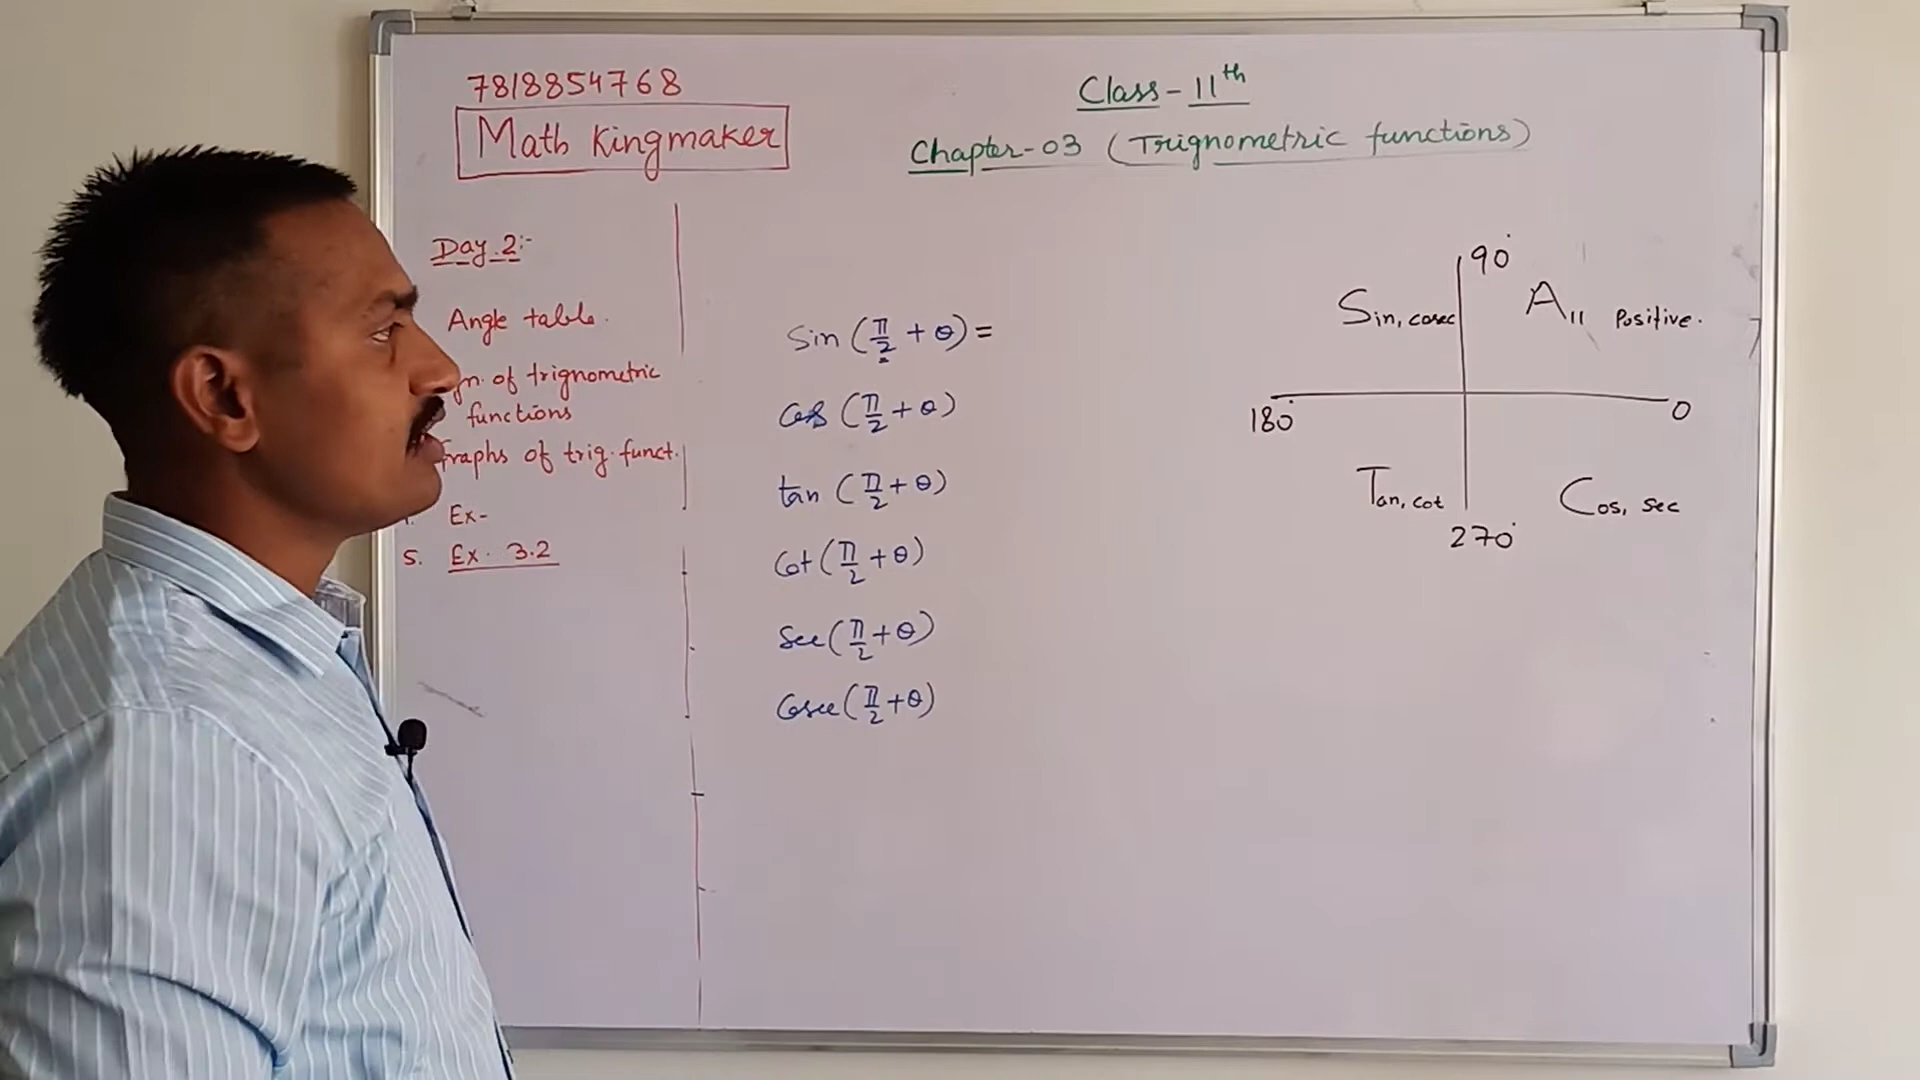 7818854768
Math Kingmaker
Class-11th
Chapter-03 (Trignometric functions)
Day.2:-
Angle table.
gn. of trignometric
functions
raphs of trig. funct.
Ex-
5. Ex. 3.2
Sin (π/2 + θ) =
Cos (π/2 + θ)
tan (π/2 + θ)
Cot (π/2 + θ)
Sec (π/2 + θ)
Cosec (π/2 + θ)
90°
Sin, cosec
All Positive.
180°
0
Tan, cot
Cos, sec
270°